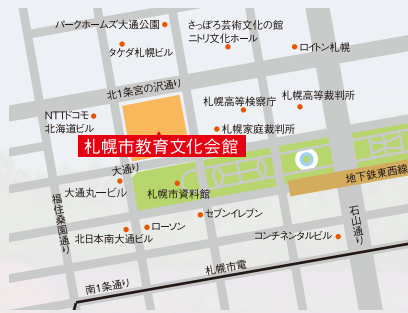 パークホームズ大通公園
さっぽろ芸術文化の館
ニトリ文化ホール
タケダ札幌ビル
ロイトン札幌
北1条宮の沢通り
札幌高等検察庁
札幌高等裁判所
NTTドコモ
北海道ビル
札幌家庭裁判所
札幌市教育文化会館
大通り
地下鉄東西線
大通丸一ビル
札幌市資料館
福住桑園通り
セブンイレブン
石山通り
ローソン
北日本南大通ビル
コンチネンタルビル
札幌市電
南1条通り